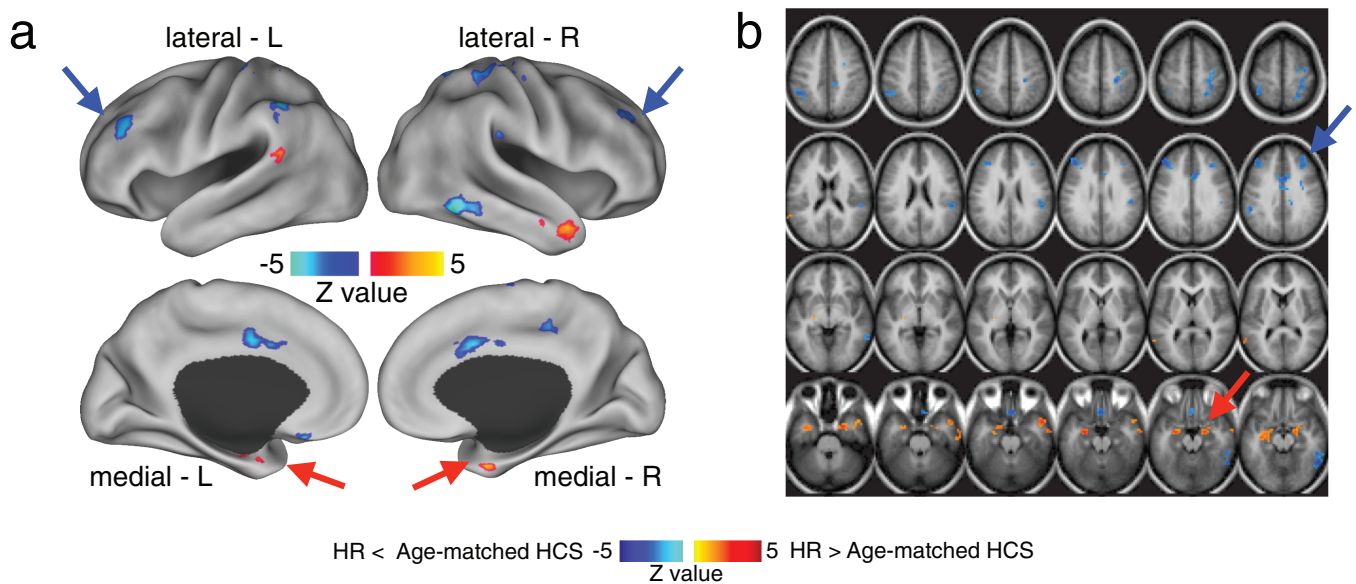 a
b
lateral - L
lateral - R
-5
5
Z value
medial - L
medial - R
HR < Age-matched HCS -5 5 HR > Age-matched HCS
Z value